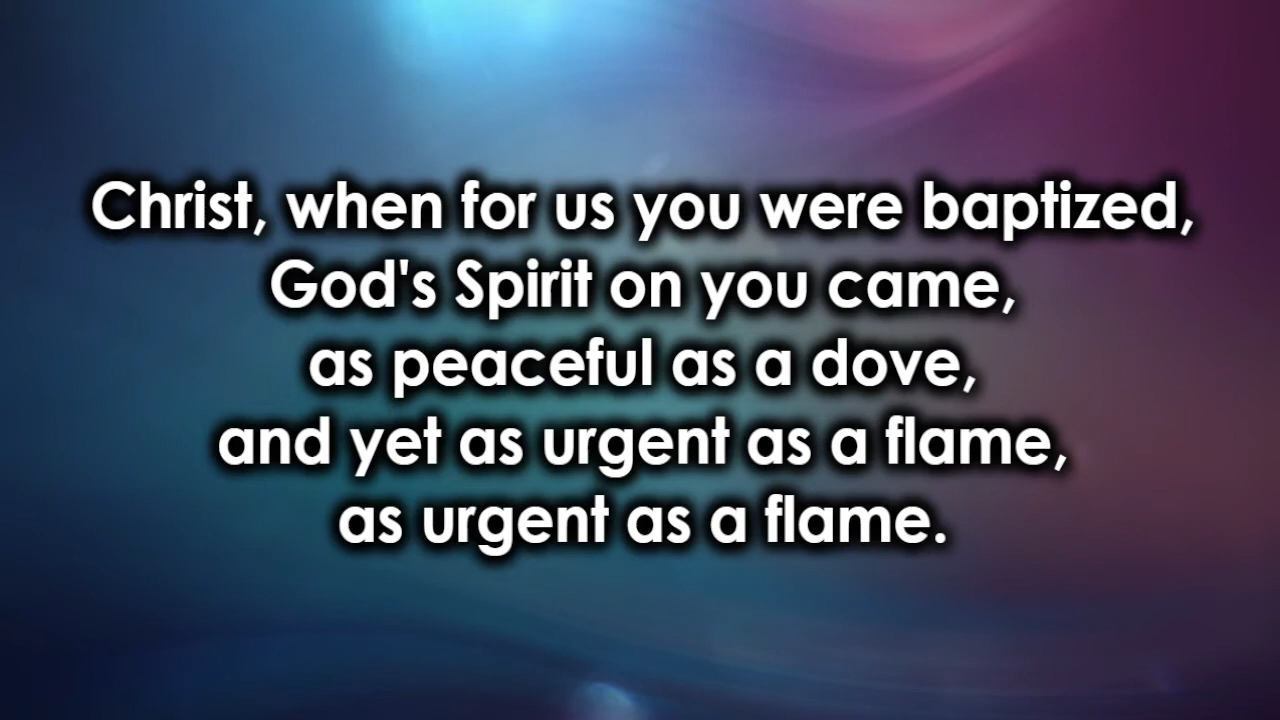 Christ, when for us you were baptized,
God's Spirit on you came,
as peaceful as a dove,
and yet as urgent as a flame,
as urgent as a flame.